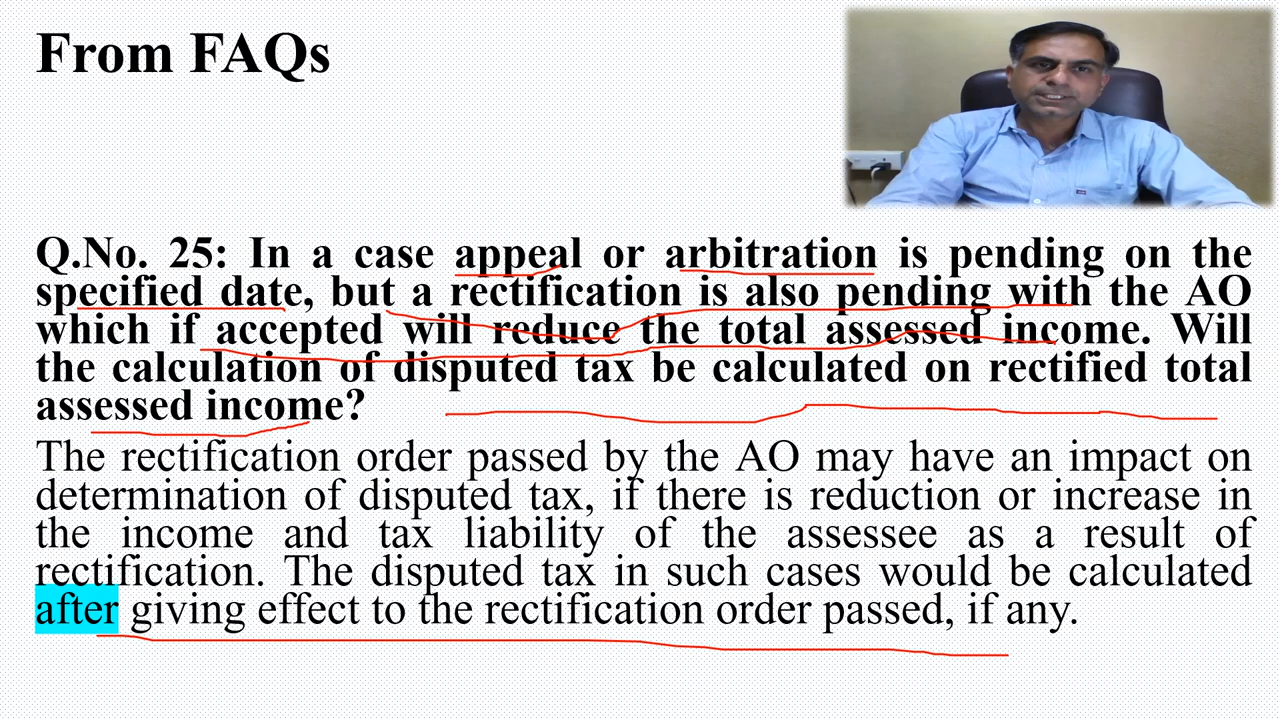 From FAQs
Q.No. 25: In a case appeal or arbitration is pending on the
specified date, but a rectification is also pending with the AO
which if accepted will reduce the total assessed income. Will
the calculation of disputed tax be calculated on rectified total
assessed income?
The rectification order passed by the AO may have an impact on
determination of disputed tax, if there is reduction or increase in
the income and tax liability of the assessee as a result of
rectification. The disputed tax in such cases would be calculated
after giving effect to the rectification order passed, if any.